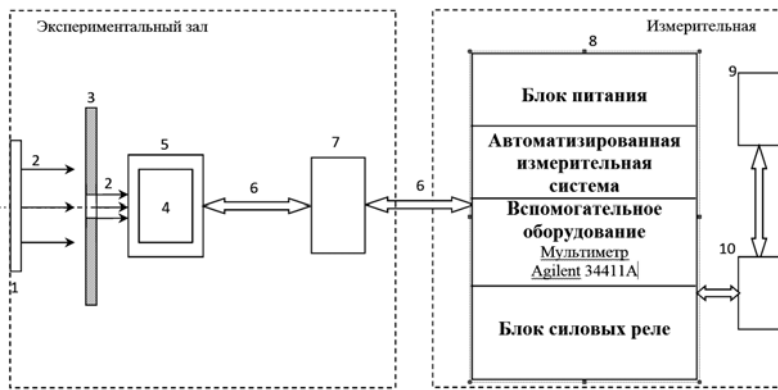 Экспериментальный зал
Измерительная
8
9
3
5
7
2
2
6
6
4
1
10
Блок питания
Автоматизированная
измерительная
система
Вспомогательное
оборудование
Мультиметр
Agilent 34411A
Блок силовых реле